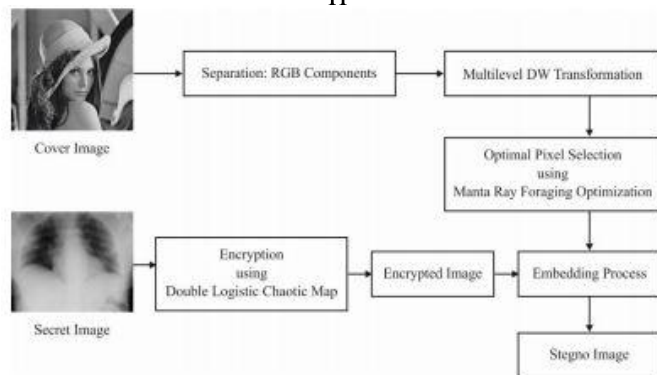 Separation: RGB Components
Multilevel DW Transformation
Cover Image
Optimal Pixel Selection
using
Manta Ray Foraging Optimization
Encryption
using
Double Logistic Chaotic Map
Encrypted Image
Embedding Process
Secret Image
Stegno Image